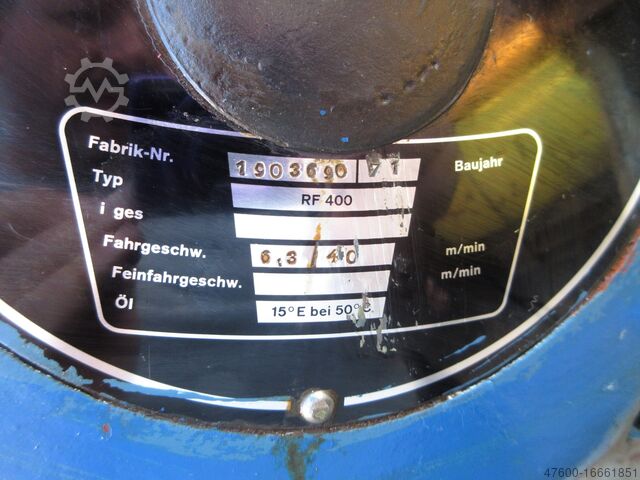 Fabrik-Nr. 1903690 71 Baujahr
Typ RF 400
i ges
Fahrgeschw. 6,3/40 m/min
Feinfahrgeschw. m/min
Öl 15°E bei 50°C
47600-16661851